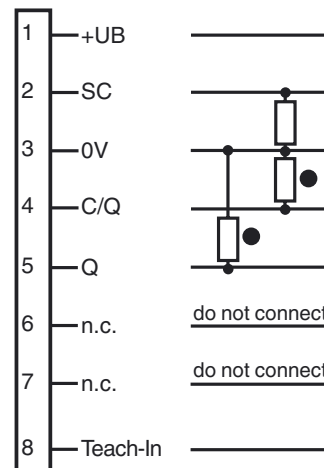 1 +UB
2 SC
3 0V
4 C/Q
5 Q
6 n.c. do not connect
7 n.c. do not connect
8 Teach-In